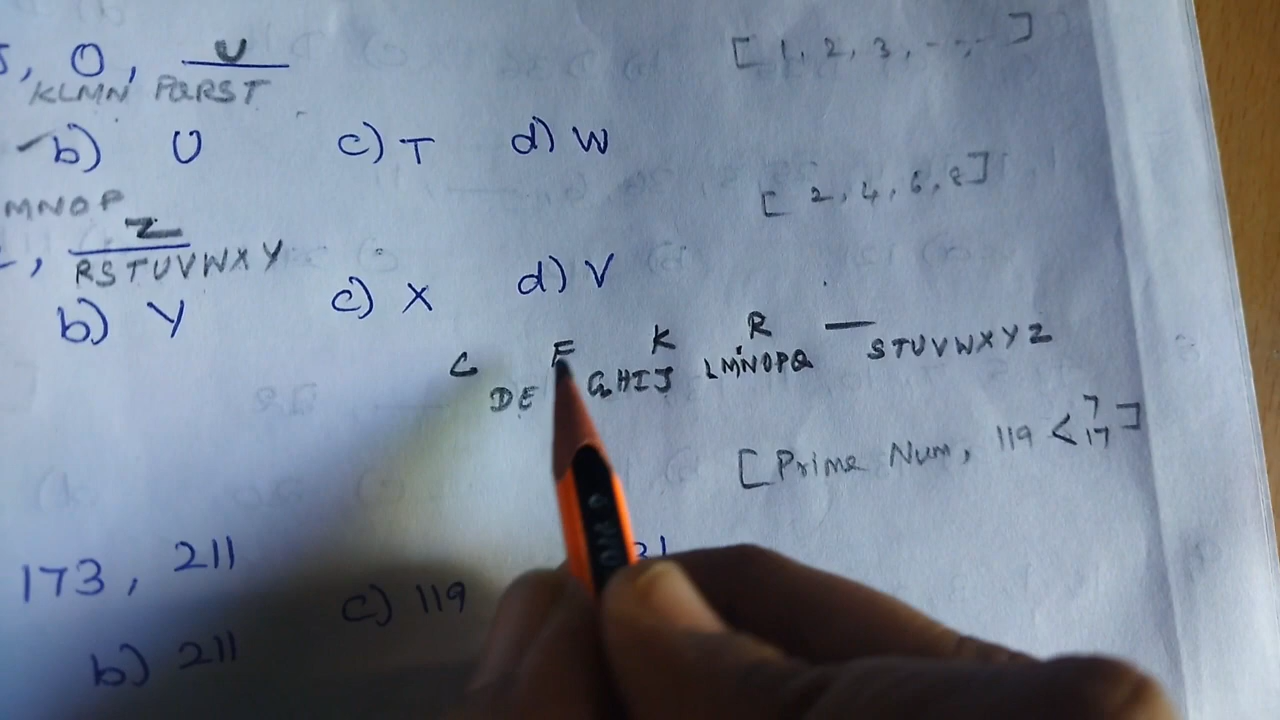 , O, U
KLMN PQRST
[1, 2, 3, -, -, - ]
b) U c) T d) W
[2, 4, 6, 8]
MNOP
, Z
RSTUVWXY
b) Y c) X d) V
C F K R —
DE GHIJ LMNOPQ STUVWXYZ
[Prime Num, 119 < 7 17]
173, 211
b) 211 c) 119 31